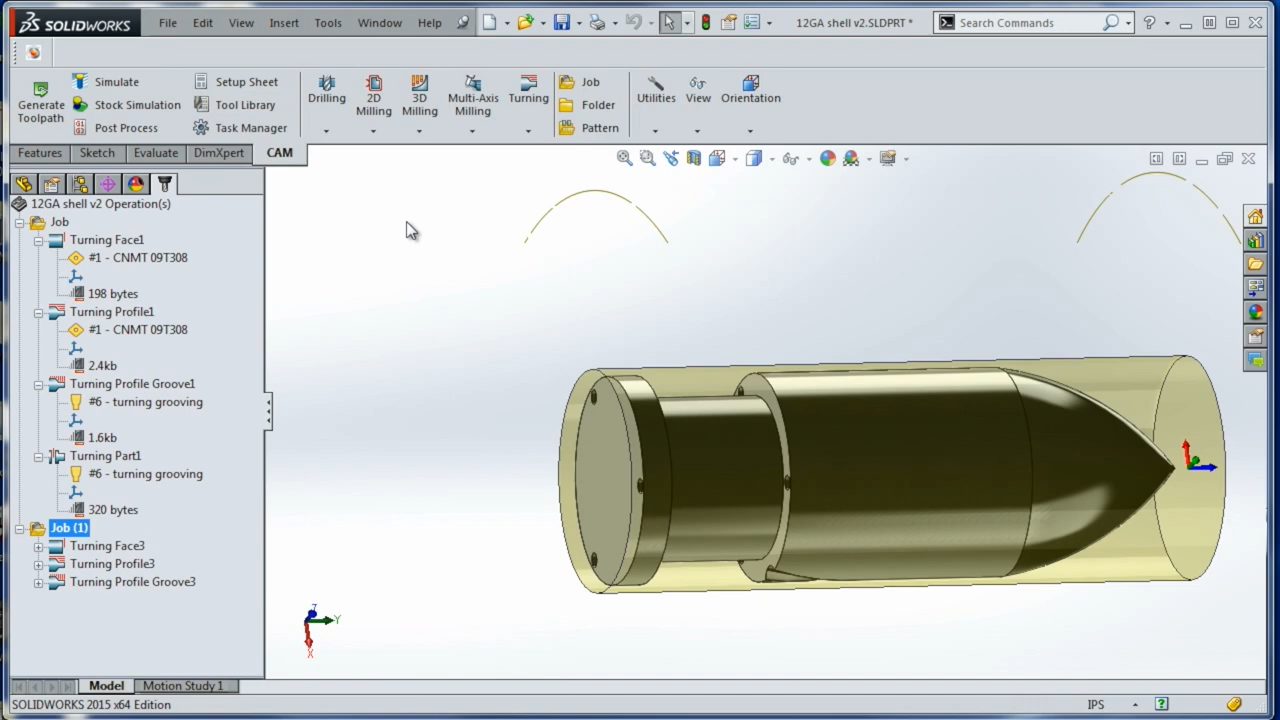 SOLIDWORKS File Edit View Insert Tools Window Help 12GA shell v2.SLDPRT * Search Commands
Generate Toolpath
Simulate
Stock Simulation
G1 G2 Post Process
Setup Sheet
Tool Library
Task Manager
Drilling
2D Milling
3D Milling
Multi-Axis Milling
Turning
Job
Folder
Pattern
Utilities
View
Orientation
Features Sketch Evaluate DimXpert CAM
12GA shell v2 Operation(s)
Job
Turning Face1
#1 - CNMT 09T308
198 bytes
Turning Profile1
#1 - CNMT 09T308
2.4kb
Turning Profile Groove1
#6 - turning grooving
1.6kb
Turning Part1
#6 - turning grooving
320 bytes
Job (1)
Turning Face3
Turning Profile3
Turning Profile Groove3
Z
Y
X
Model Motion Study 1
SOLIDWORKS 2015 x64 Edition IPS